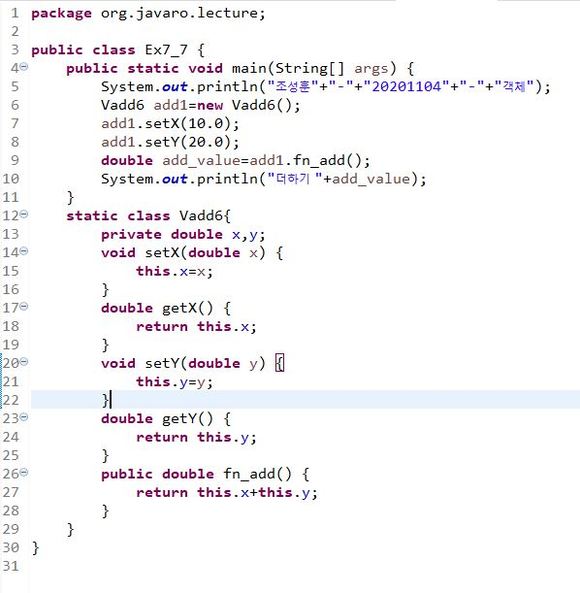 1 package org.javaro.lecture;
2
3 public class Ex7_7 {
4 public static void main(String[] args) {
5 System.out.println("조성훈"+"-"+"20201104"+"-"+"객체");
6 Vadd6 add1=new Vadd6();
7 add1.setX(10.0);
8 add1.setY(20.0);
9 double add_value=add1.fn_add();
10 System.out.println("더하기 "+add_value);
11 }
12 static class Vadd6{
13 private double x,y;
14 void setX(double x) {
15 this.x=x;
16 }
17 double getX() {
18 return this.x;
19 }
20 void setY(double y) {
21 this.y=y;
22 }
23 double getY() {
24 return this.y;
25 }
26 public double fn_add() {
27 return this.x+this.y;
28 }
29 }
30 }
31